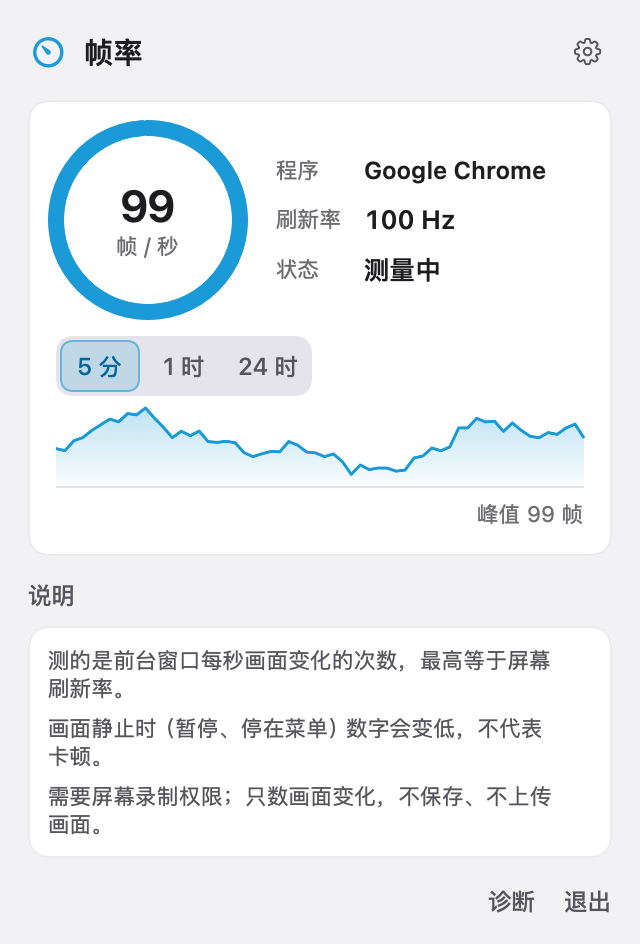 帧率
99
帧 / 秒
程序 Google Chrome
刷新率 100 Hz
状态 测量中
5 分 1 时 24 时
峰值 99 帧
说明
测的是前台窗口每秒画面变化的次数，最高等于屏幕
刷新率。
画面静止时（暂停、停在菜单）数字会变低，不代表
卡顿。
需要屏幕录制权限；只数画面变化，不保存、不上传
画面。
诊断 退出